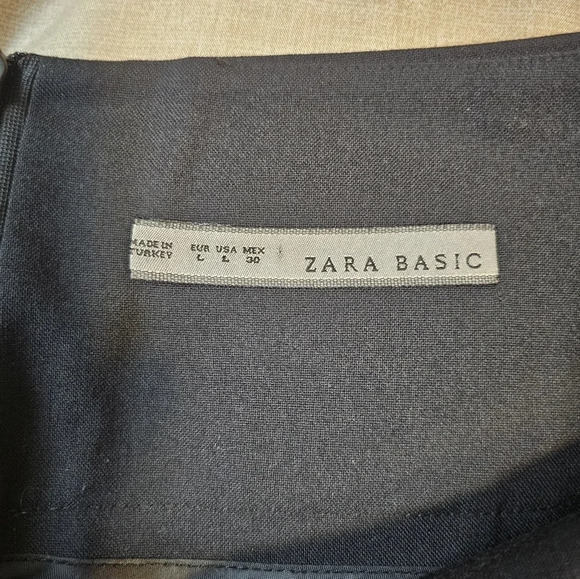 MADE IN
TURKEY
EUR USA MEX
L L 30
ZARA BASIC